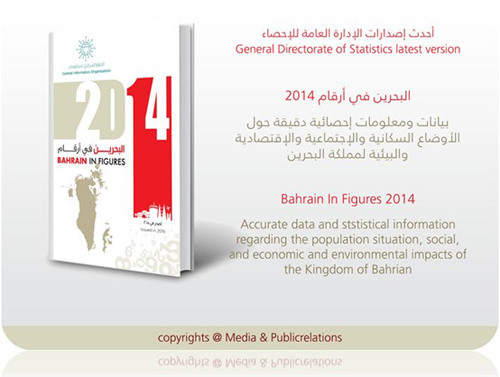 أحدث إصدارات الإدارة العامة للإحصاء
General Directorate of Statistics latest version
البحرين في أرقام 2014
بيانات ومعلومات إحصائية دقيقة حول
الأوضاع السكانية والإجتماعية والإقتصادية
والبيئية لمملكة البحرين
Bahrain In Figures 2014
Accurate data and ststistical information
regarding the population situation, social,
and economic and environmental impacts of
the Kingdom of Bahrian
2014
البحرين في أرقام
BAHRAIN IN FIGURES
copyrights @ Media & Publicrelations